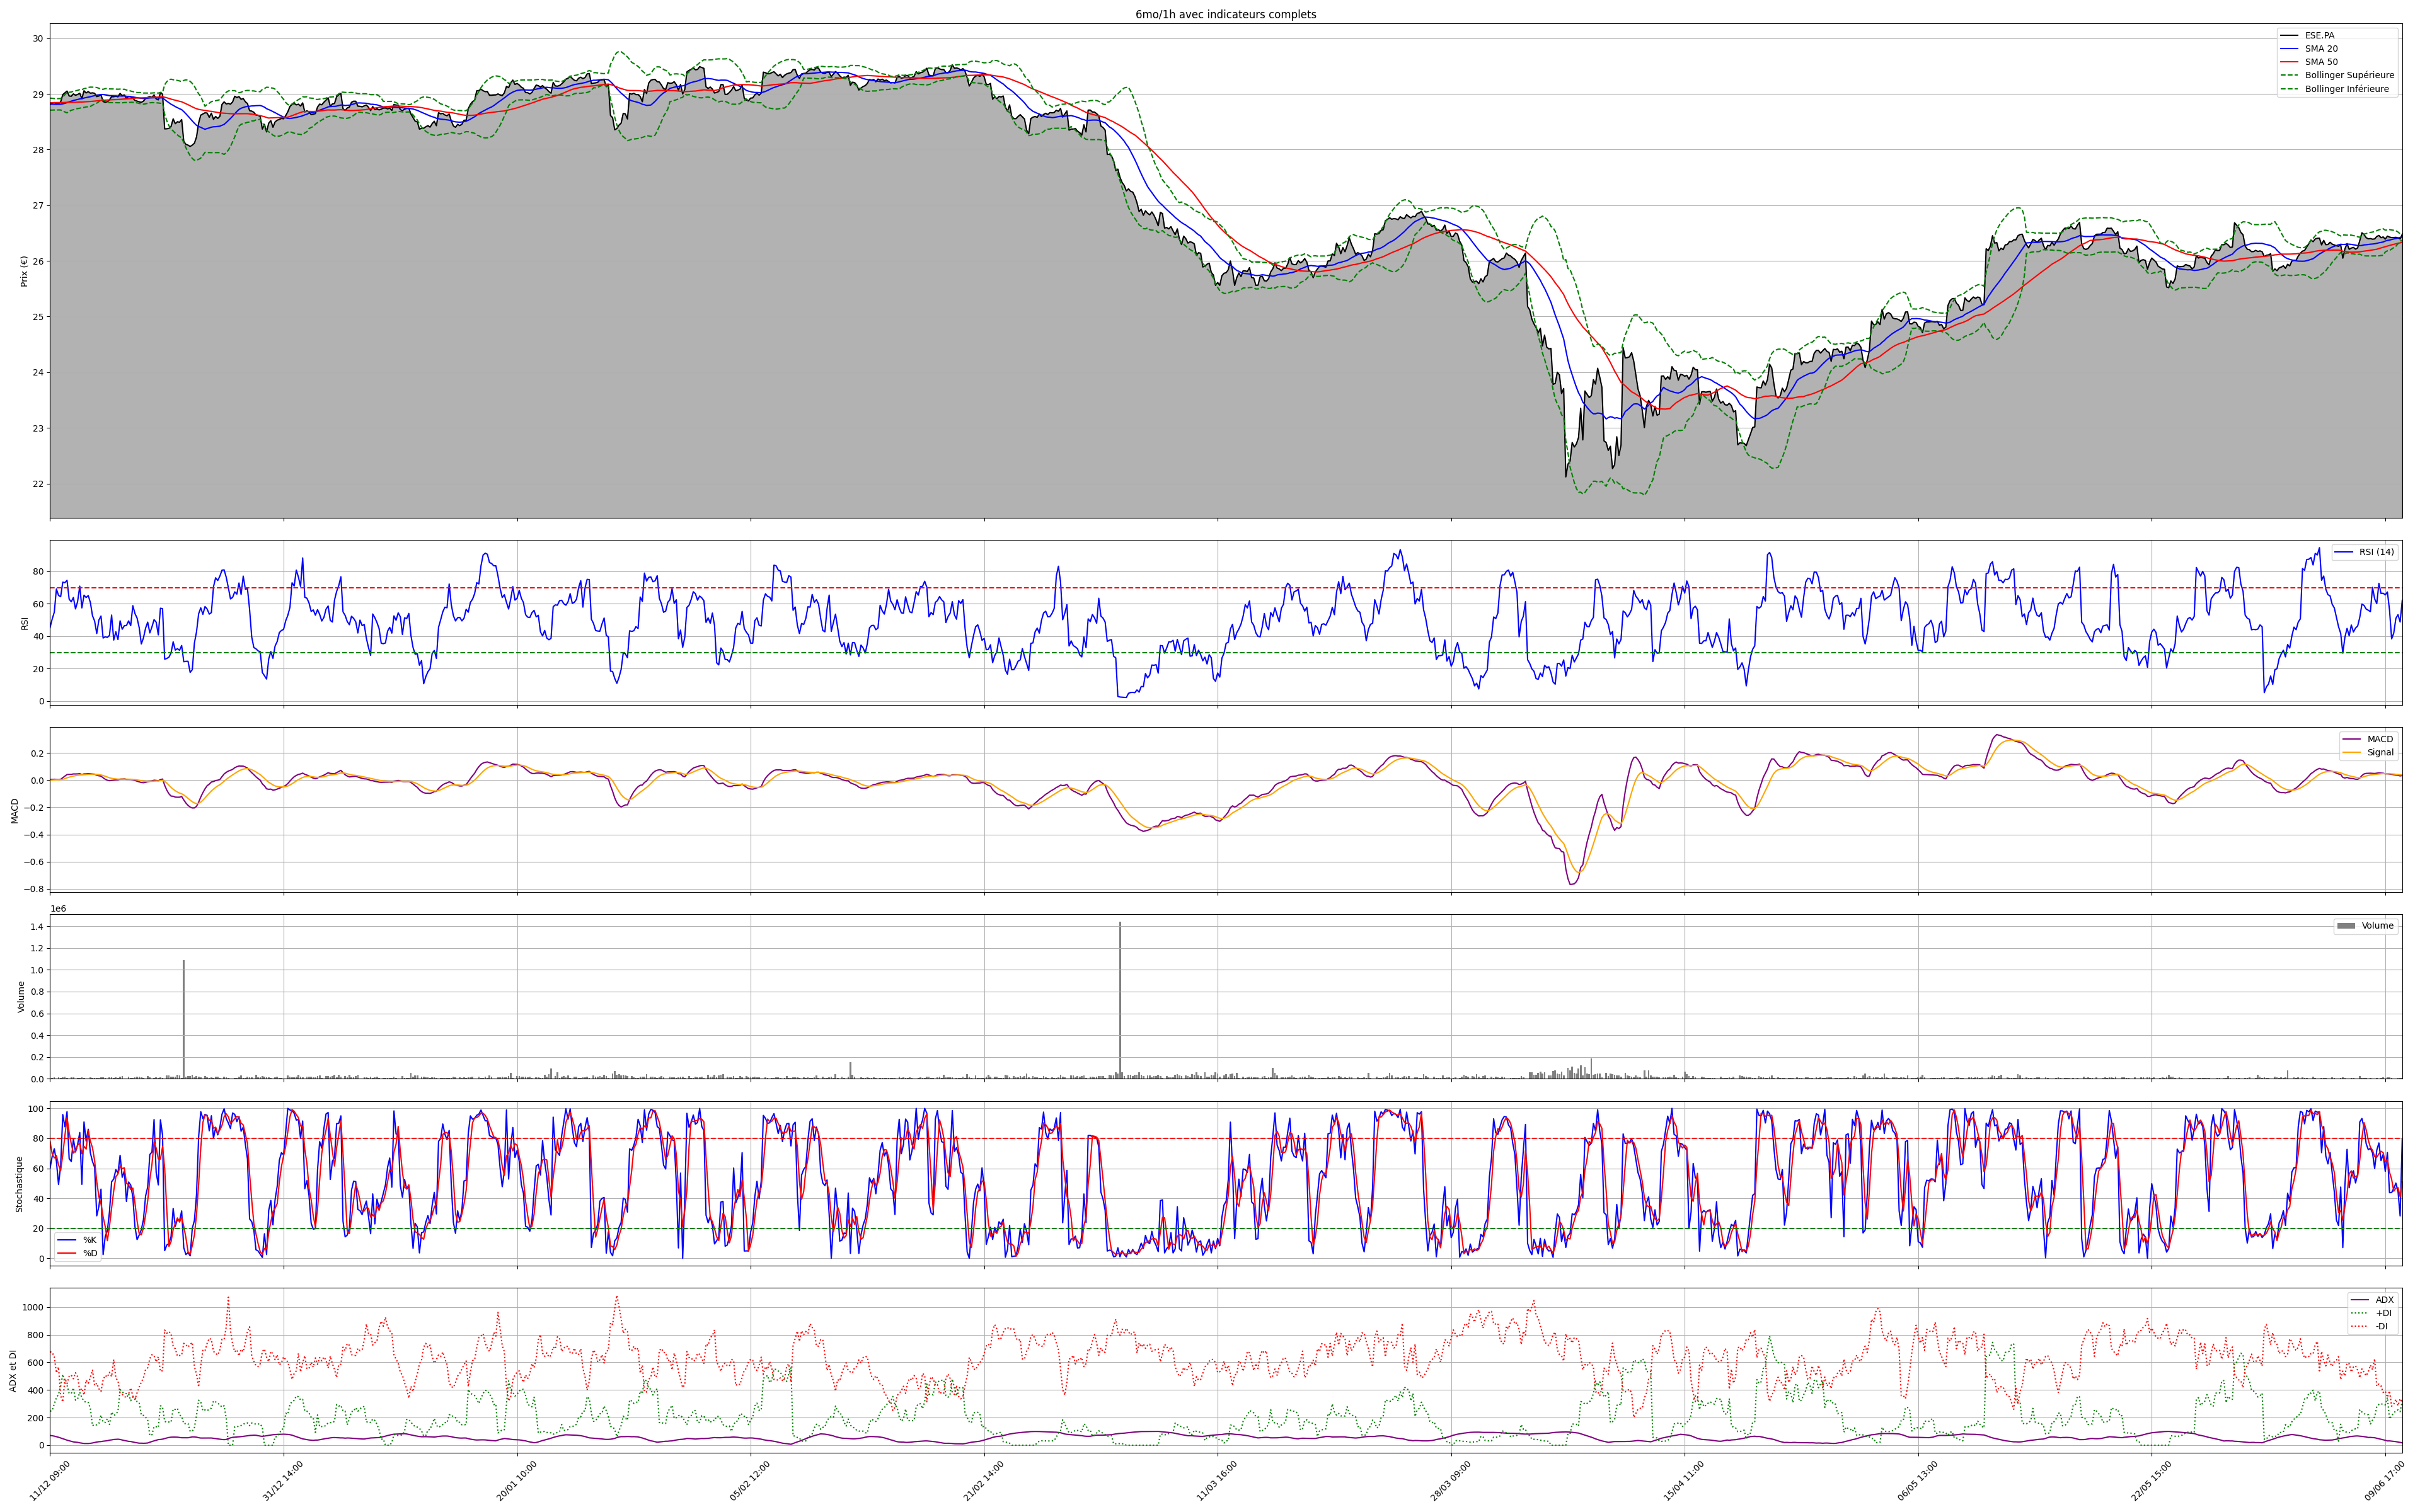 6mo/1h avec indicateurs complets
Prix (€)
30
29
28
27
26
25
24
23
22
ESE.PA
SMA 20
SMA 50
Bollinger Supérieure
Bollinger Inférieure
RSI
80
60
40
20
0
RSI (14)
MACD
0.2
0.0
−0.2
−0.4
−0.6
−0.8
MACD
Signal
1e6
Volume
1.4
1.2
1.0
0.8
0.6
0.4
0.2
0.0
Volume
Stochastique
100
80
60
40
20
0
%K
%D
ADX et DI
1000
800
600
400
200
0
ADX
+DI
-DI
11/12 09:00
31/12 14:00
20/01 10:00
05/02 12:00
21/02 14:00
11/03 16:00
28/03 09:00
15/04 11:00
06/05 13:00
22/05 15:00
09/06 17:00